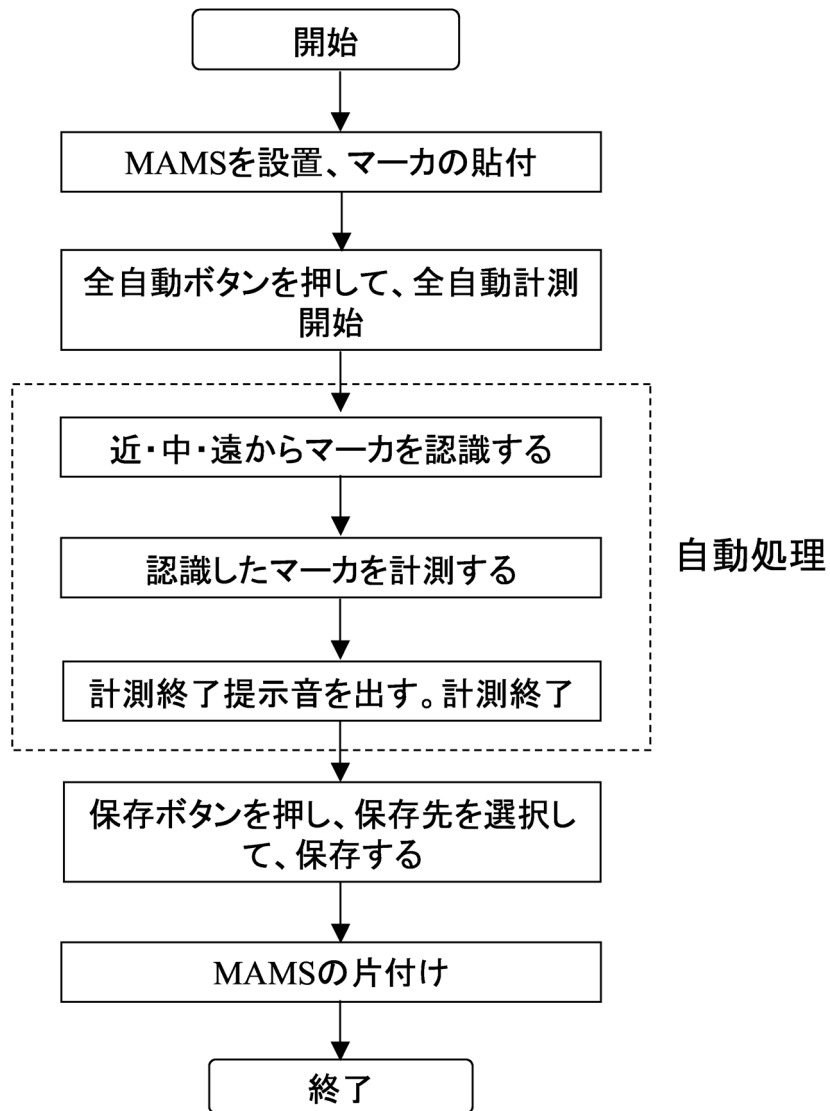 開始
MAMSを設置、マーカの貼付
全自動ボタンを押して、全自動計測
開始
近・中・遠からマーカを認識する
認識したマーカを計測する
自動処理
計測終了提示音を出す。計測終了
保存ボタンを押し、保存先を選択し
て、保存する
MAMSの片付け
終了